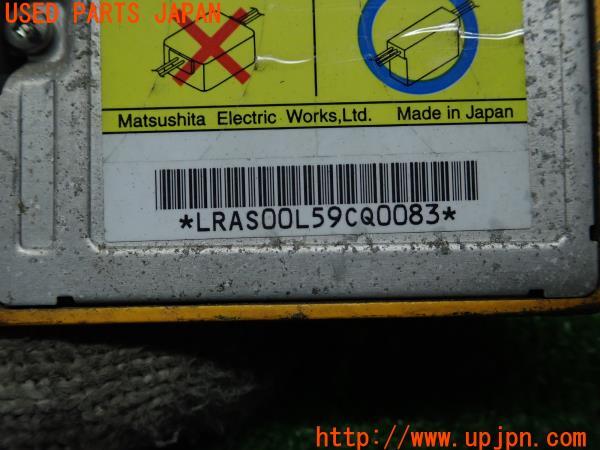 USED PARTS JAPAN
Matsushita Electric Works,Ltd. Made in Japan
*LRAS00L59CQ0083*
http://www.upjpn.com